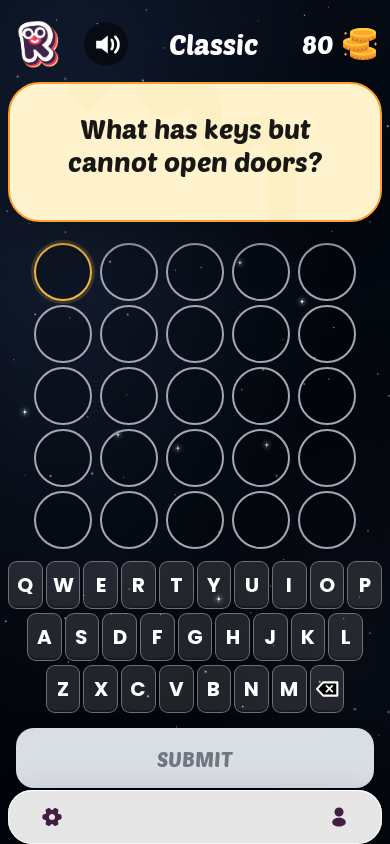 Classic
80
What has keys but
cannot open doors?
Q W E R T Y U I O P
A S D F G H J K L
Z X C V B N M
SUBMIT